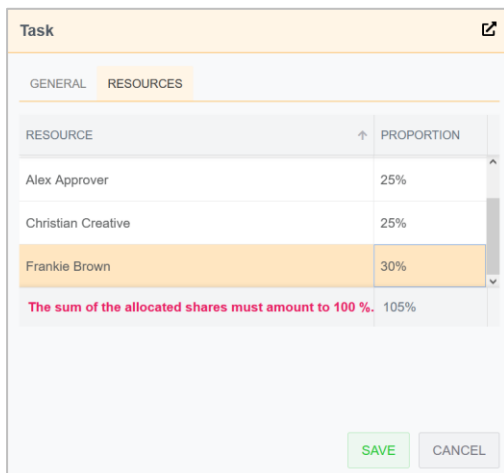 Task
GENERAL RESOURCES
RESOURCE PROPORTION
Alex Approver 25%
Christian Creative 25%
Frankie Brown 30%
The sum of the allocated shares must amount to 100 %. 105%
SAVE CANCEL